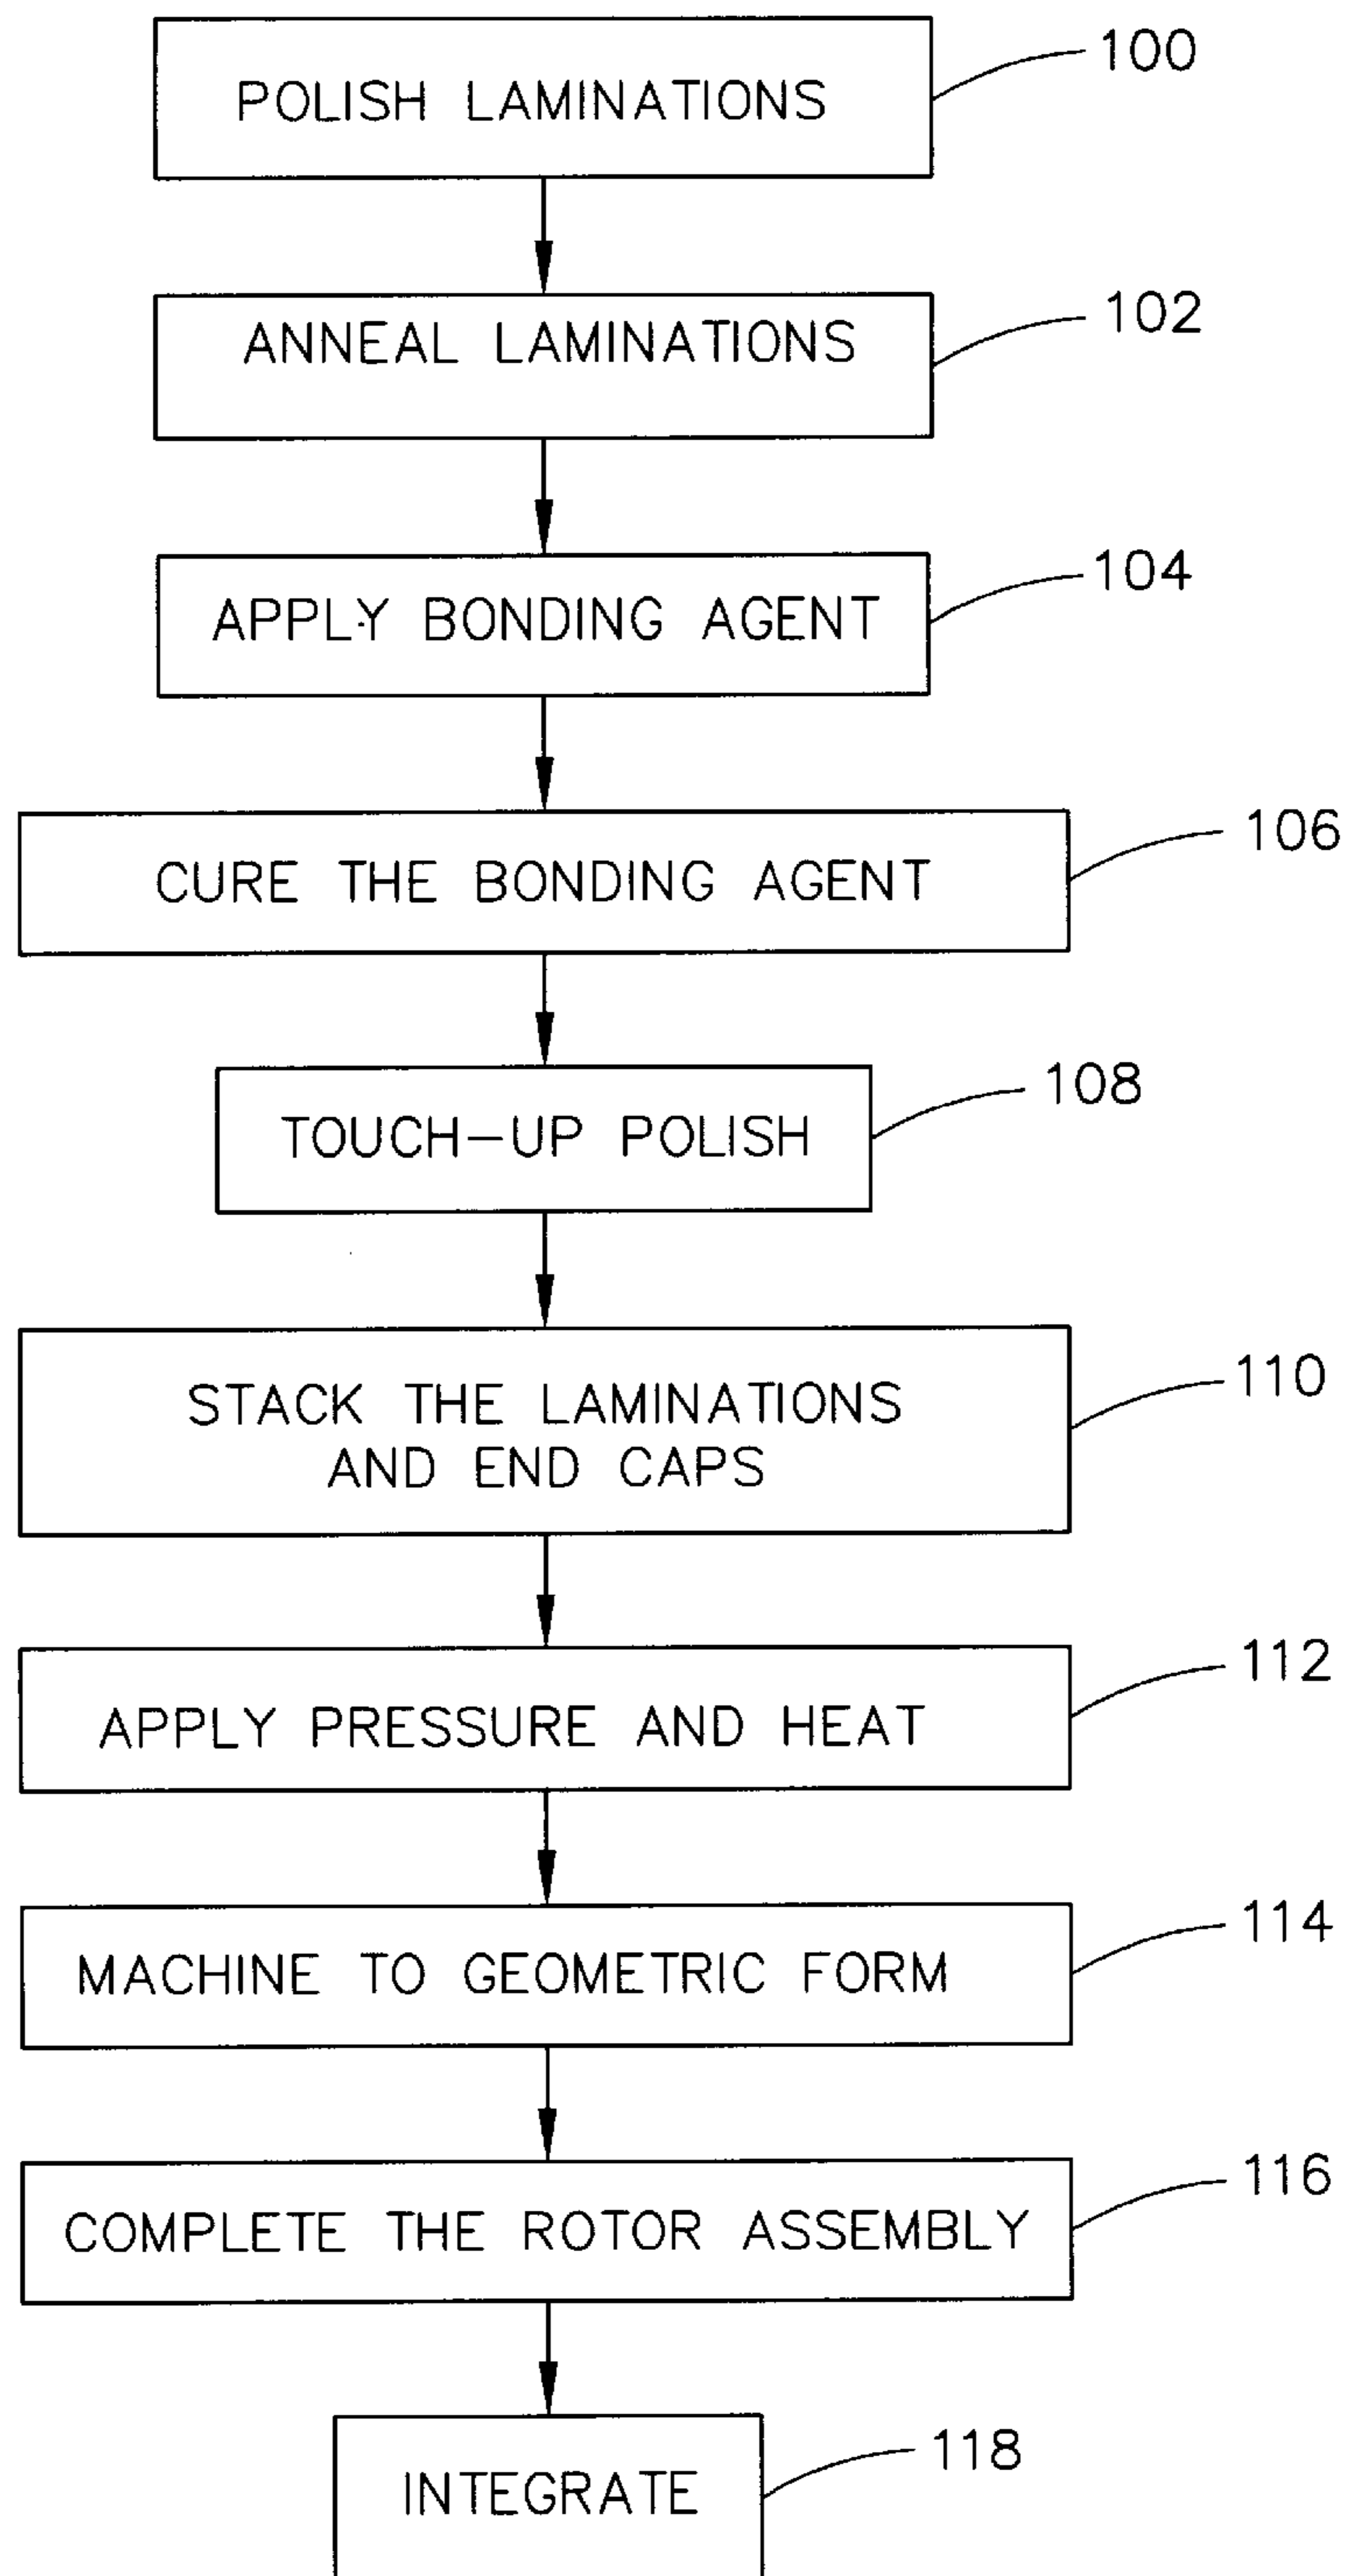 POLISH LAMINATIONS
100
ANNEAL LAMINATIONS
102
APPLY BONDING AGENT
104
CURE THE BONDING AGENT
106
TOUCH-UP POLISH
108
STACK THE LAMINATIONS
AND END CAPS
110
APPLY PRESSURE AND HEAT
112
MACHINE TO GEOMETRIC FORM
114
COMPLETE THE ROTOR ASSEMBLY
116
INTEGRATE
118